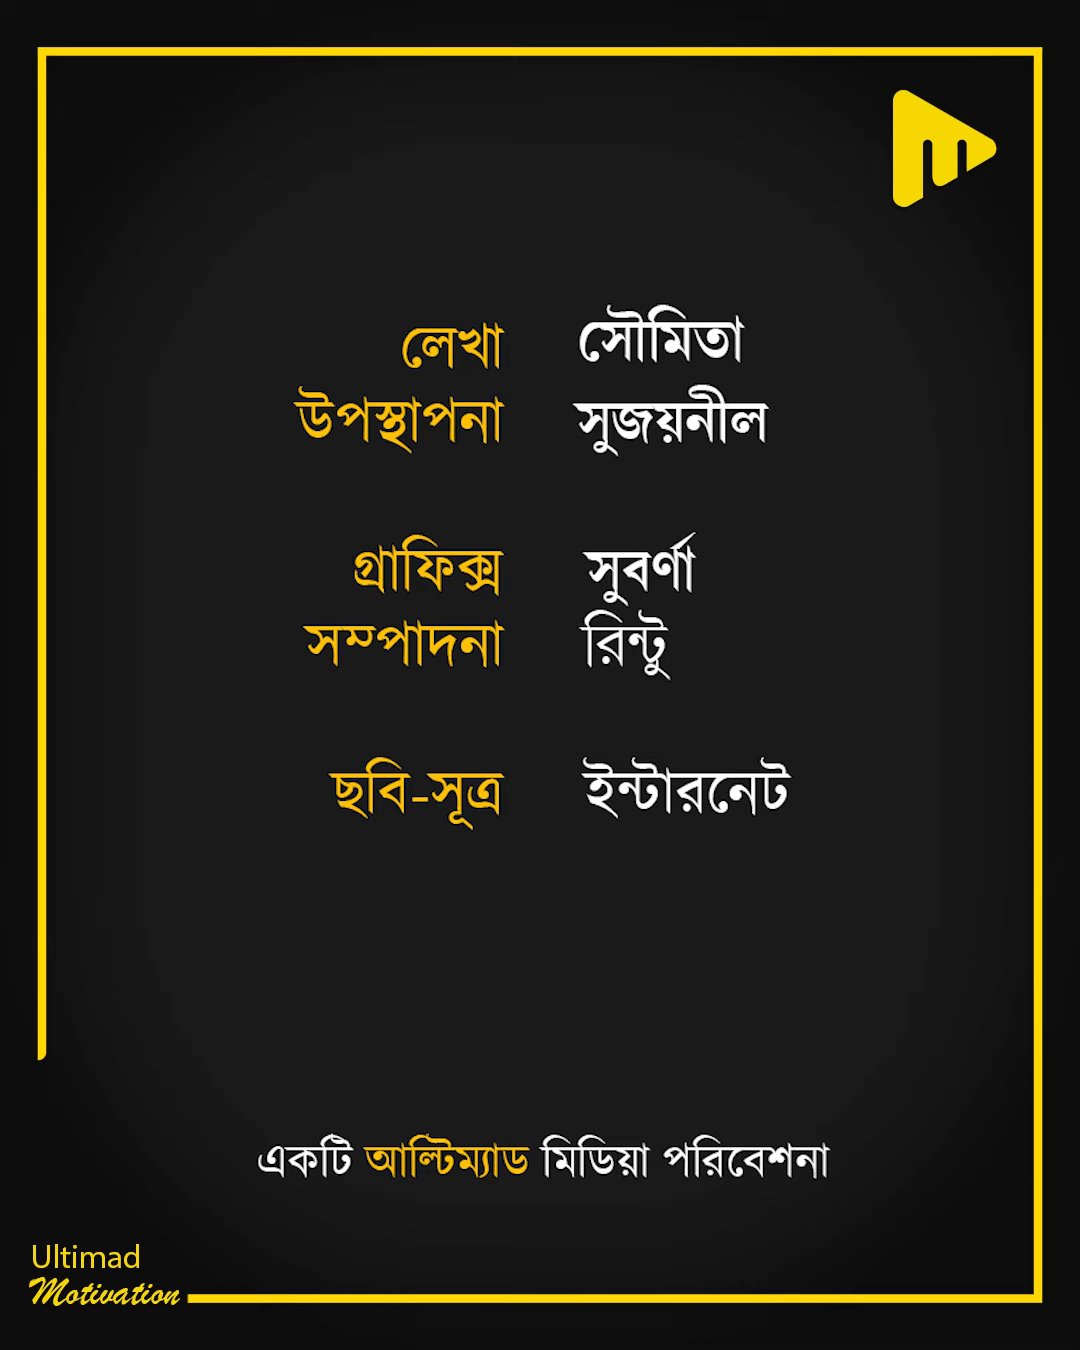 লেখা সৌমিতা
উপস্থাপনা সুজয়নীল
গ্রাফিক্স সুবর্ণা
সম্পাদনা রিন্টু
ছবি-সূত্র ইন্টারনেট
একটি আল্টিম্যাড মিডিয়া পরিবেশনা
Ultimad
Motivation